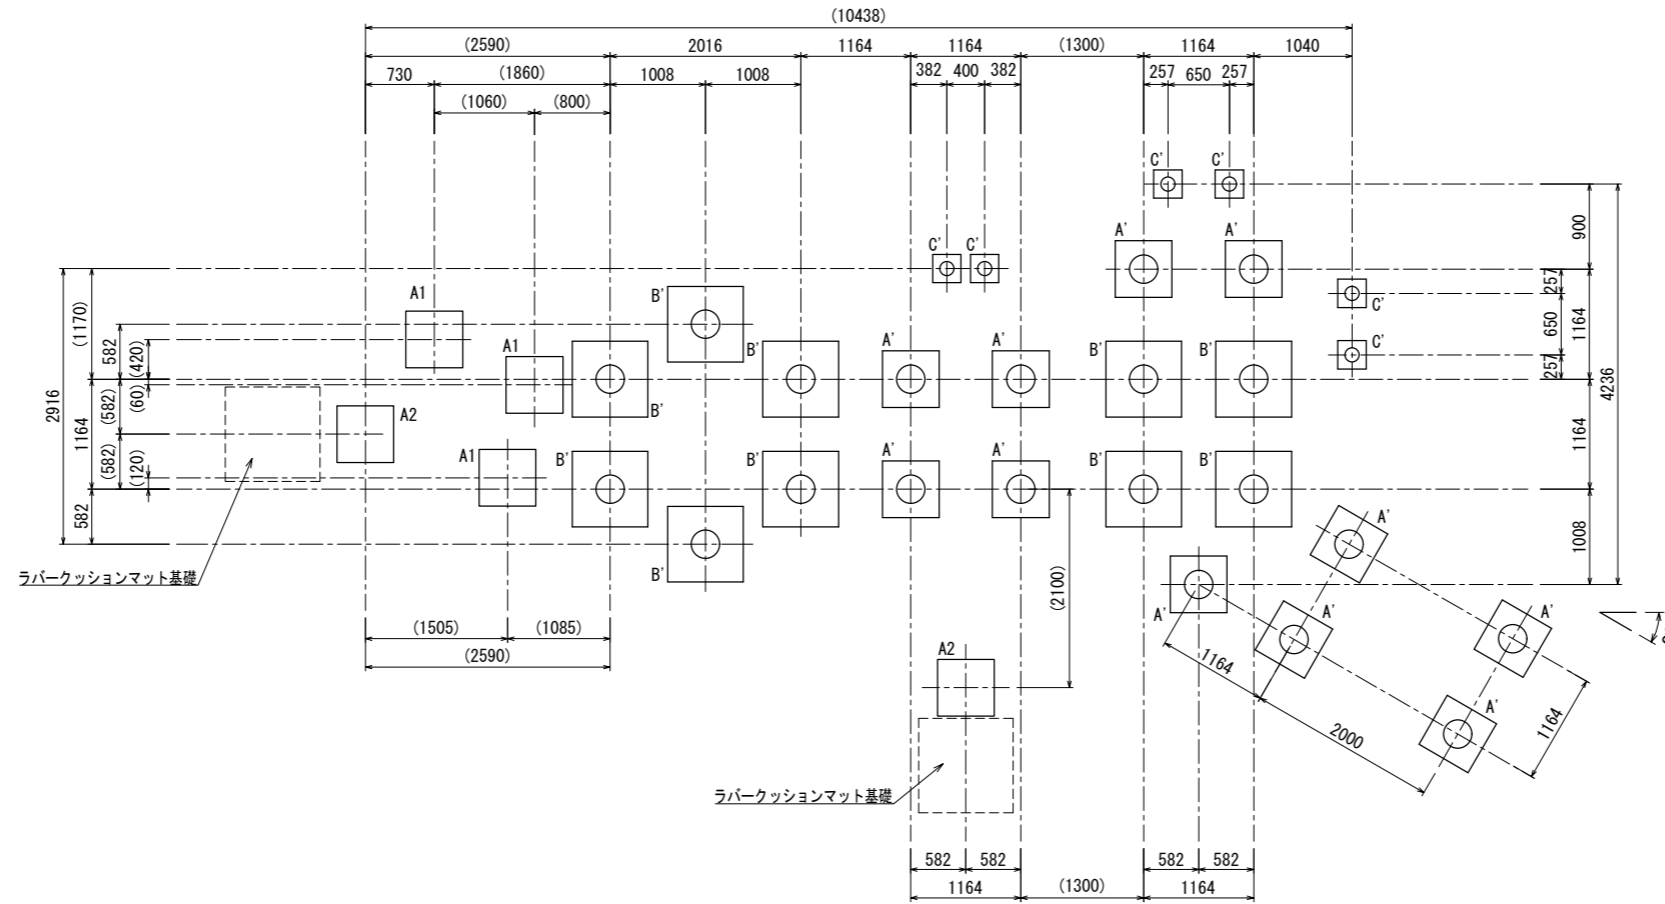 (10438)
(2590) 2016 1164 1164 (1300) 1164 1040
730 (1860) 1008 1008 382 400 382 257 650 257
(1060) (800)
C' C'
A' A'
C' C'
C'
C'
A1
B'
A1
B'
B'
A' A'
B' B'
A2
A1
B'
B'
A' A'
B' B'
B'
2916
(1170)
582
(420)
(60)
(582)
1164
(582)
(120)
582
900
257
650
257
1164
1164
1008
4236
ラバークッションマット基礎
(1505) (1085)
(2590)
(2100)
A2
ラバークッションマット基礎
A'
A'
A'
A'
A'
1164
2000
1164
582 582 582 582
1164 (1300) 1164